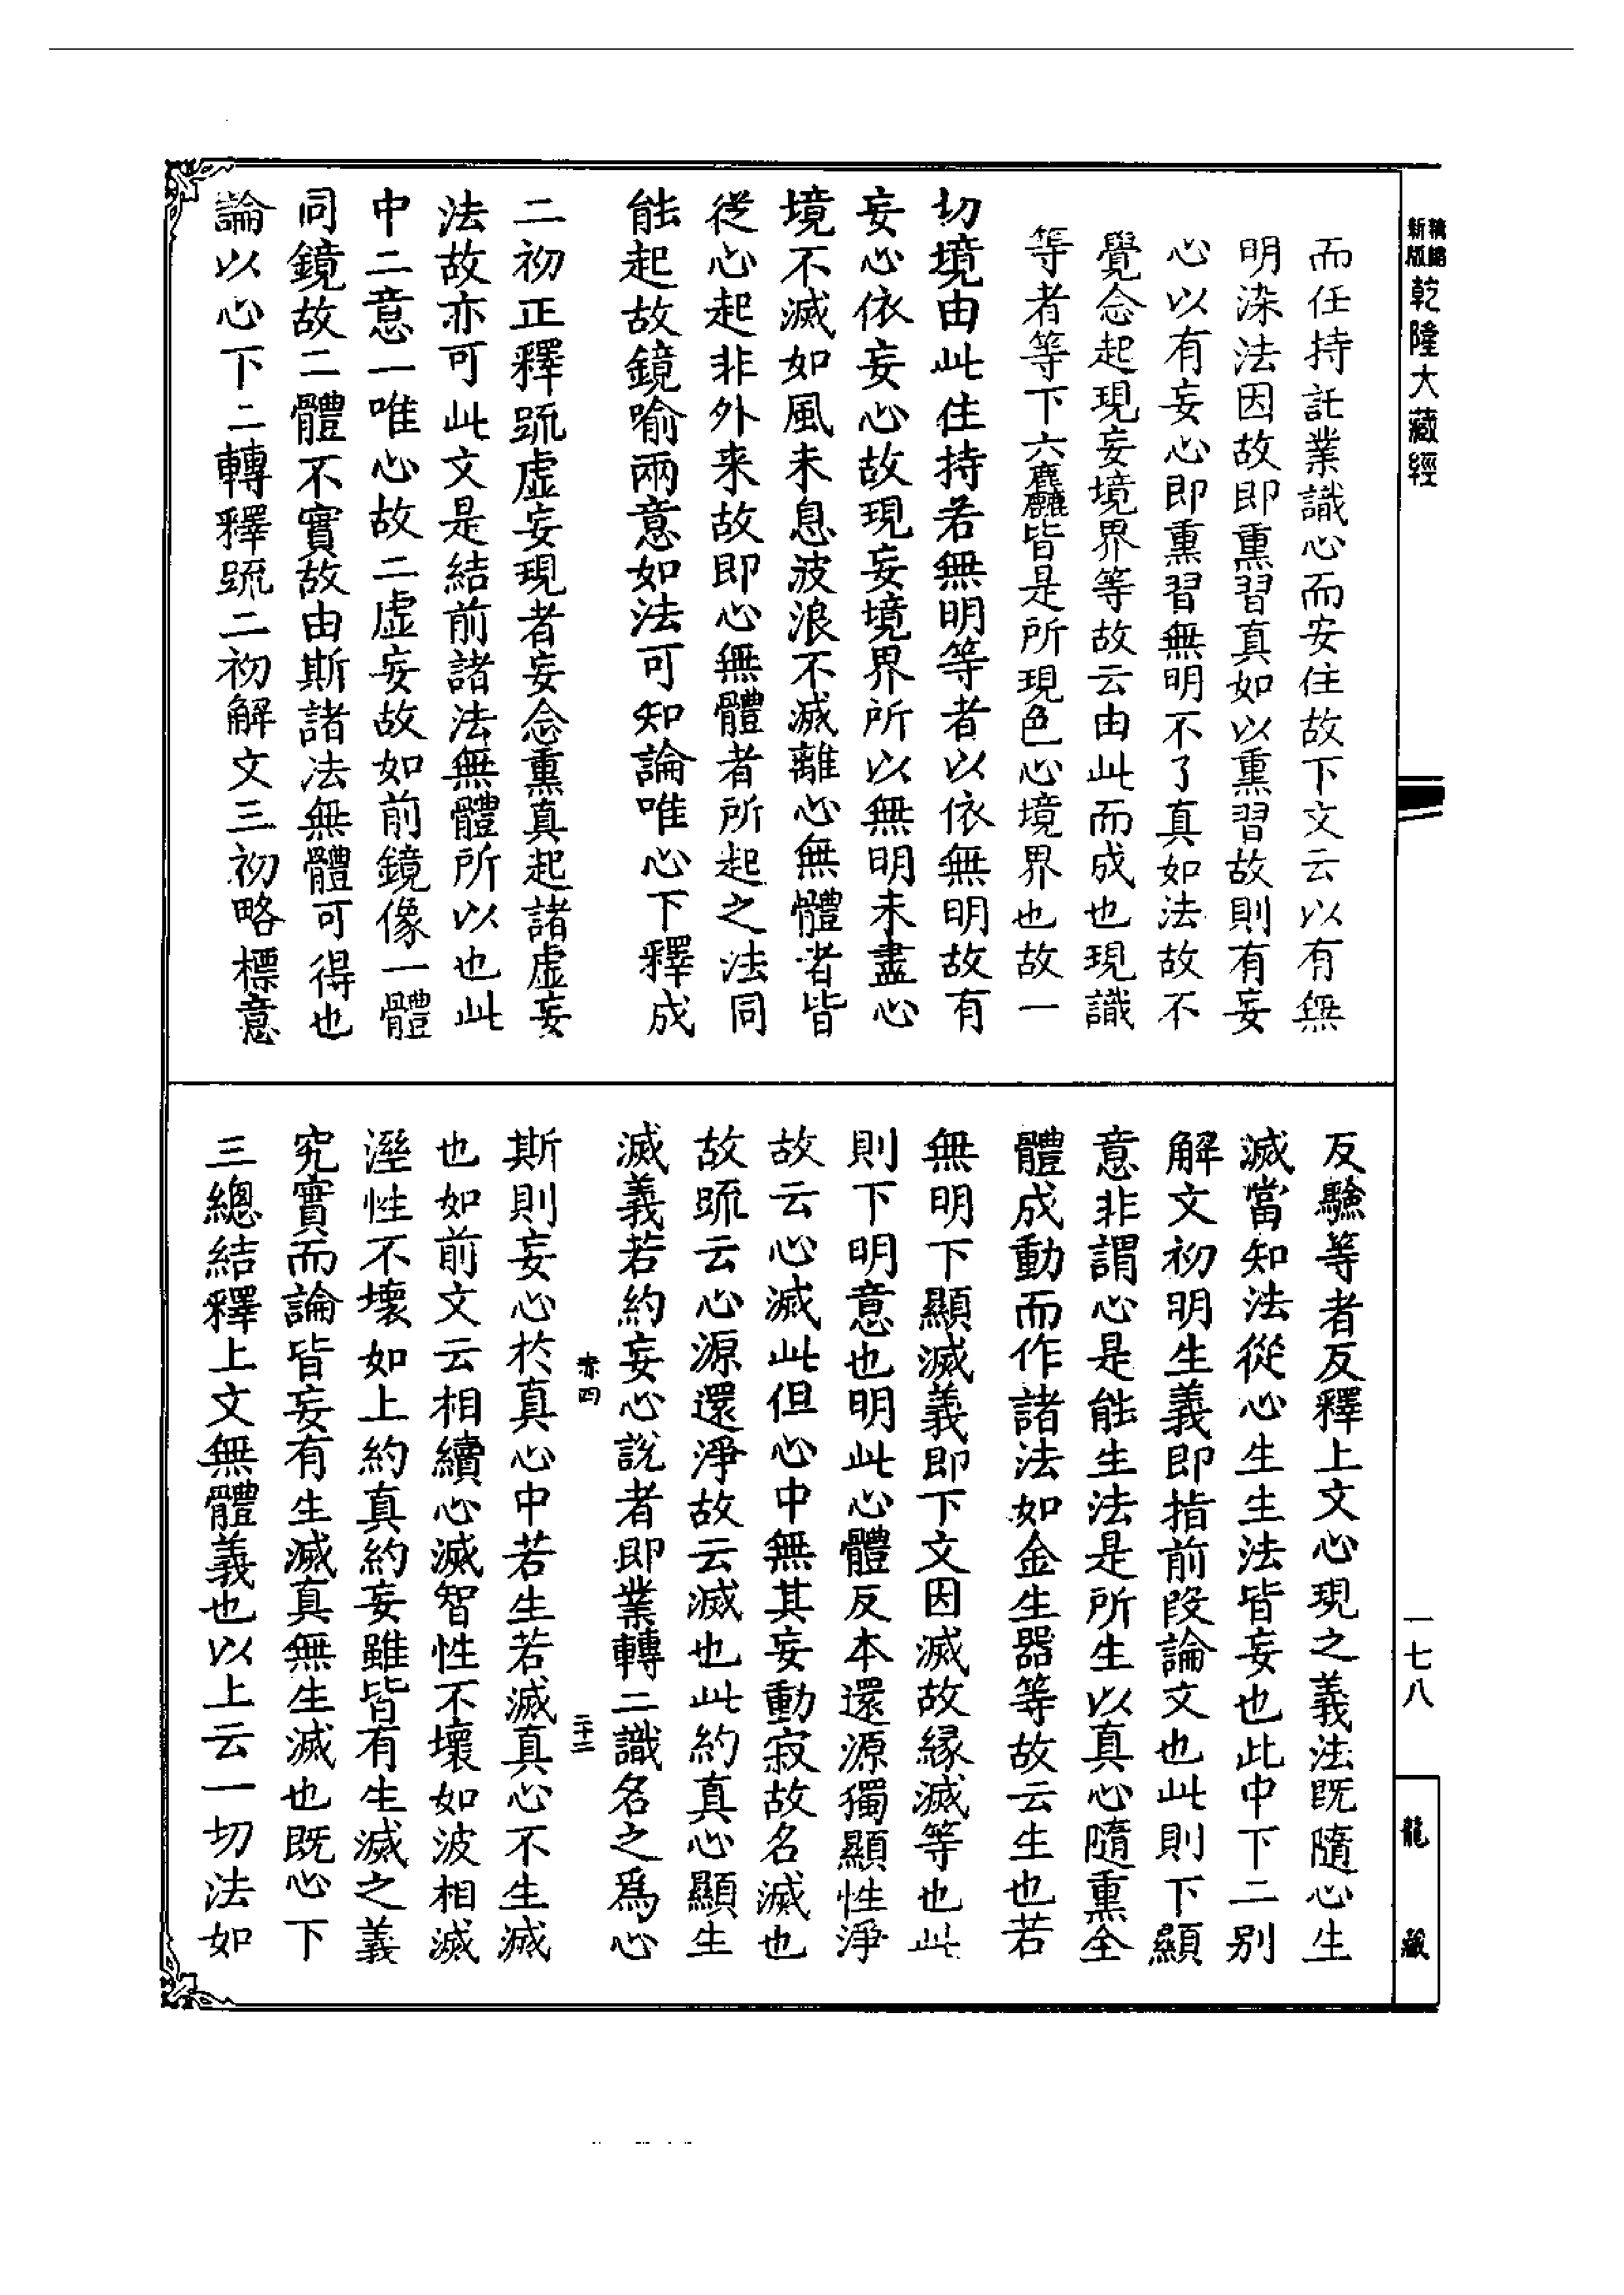 新版
精縮
乾隆大藏經
一七八
龍藏
而任持託業識心而安住故下文云以有無
明染法因故即熏習真如以熏習故則有妄
心以有妄心即熏習無明不了真如法故不
覺念起現妄境界等故云由此而成也現識
等者等下六麤皆是所現色心境界也故一
切境由此住持若無明等者以依無明故有
妄心依妄心故現妄境界所以無明未盡心
境不滅如風未息波浪不滅離心無體者皆
從心起非外来故即心無體者所起之法同
能起故鏡喻兩意如法可知論唯心下釋成
二初正釋䟽虛妄現者妄念熏真起諸虛妄
法故亦可此文是結前諸法無體所以也此
中二意一唯心故二虛妄故如前鏡像一體
同鏡故二體不實故由斯諸法無體可得也
論以心下二轉釋䟽二初解文三初略標意
反驗等者反釋上文心現之義法既隨心生
滅當知法從心生生法皆妄也此中下二别
解文初明生義即指前段論文也此則下顯
意非謂心是能生法是所生以真心隨熏全
體成動而作諸法如金生器等故云生也若
無明下顯滅義即下文因滅故緣滅等也此
則下明意也明此心體反本還源獨顯性淨
故云心滅此但心中無其妄動寂故名滅也
故䟽云心源還淨故云滅也此約真心顯生
滅義若約妄心說者即業轉二識名之爲心
赤四
二十二
斯則妄心於真心中若生若滅真心不生滅
也如前文云相續心滅智性不壞如波相滅
溼性不壞如上約真約妄雖皆有生滅之義
究實而論皆妄有生滅真無生滅也既心下
三總結釋上文無體義也以上云一切法如